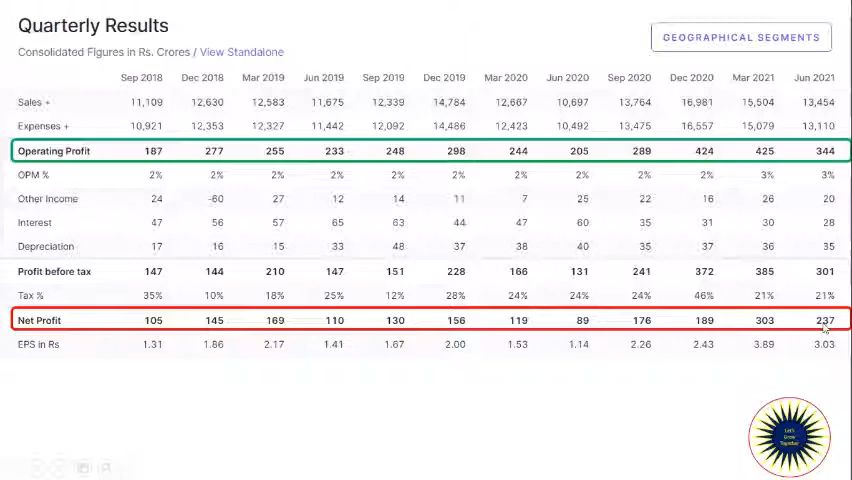 Quarterly Results
GEOGRAPHICAL SEGMENTS
Consolidated Figures in Rs. Crores / View Standalone
Sep 2018 Dec 2018 Mar 2019 Jun 2019 Sep 2019 Dec 2019 Mar 2020 Jun 2020 Sep 2020 Dec 2020 Mar 2021 Jun 2021
Sales + 11,109 12,630 12,583 11,675 12,339 14,784 12,667 10,697 13,764 16,981 15,504 13,454
Expenses + 10,921 12,353 12,327 11,442 12,092 14,486 12,423 10,492 13,475 16,557 15,079 13,110
Operating Profit 187 277 255 233 248 298 244 205 289 424 425 344
OPM % 2% 2% 2% 2% 2% 2% 2% 2% 2% 2% 3% 3%
Other Income 24 -60 27 12 14 11 7 25 22 16 26 20
Interest 47 56 57 65 63 44 47 60 35 31 30 28
Depreciation 17 16 15 33 48 37 38 40 35 37 36 35
Profit before tax 147 144 210 147 151 228 166 131 241 372 385 301
Tax % 35% 10% 18% 25% 12% 28% 24% 24% 24% 46% 21% 21%
Net Profit 105 145 169 110 130 156 119 89 176 189 303 237
EPS in Rs 1.31 1.86 2.17 1.41 1.67 2.00 1.53 1.14 2.26 2.43 3.89 3.03
Let's
Grow
Together